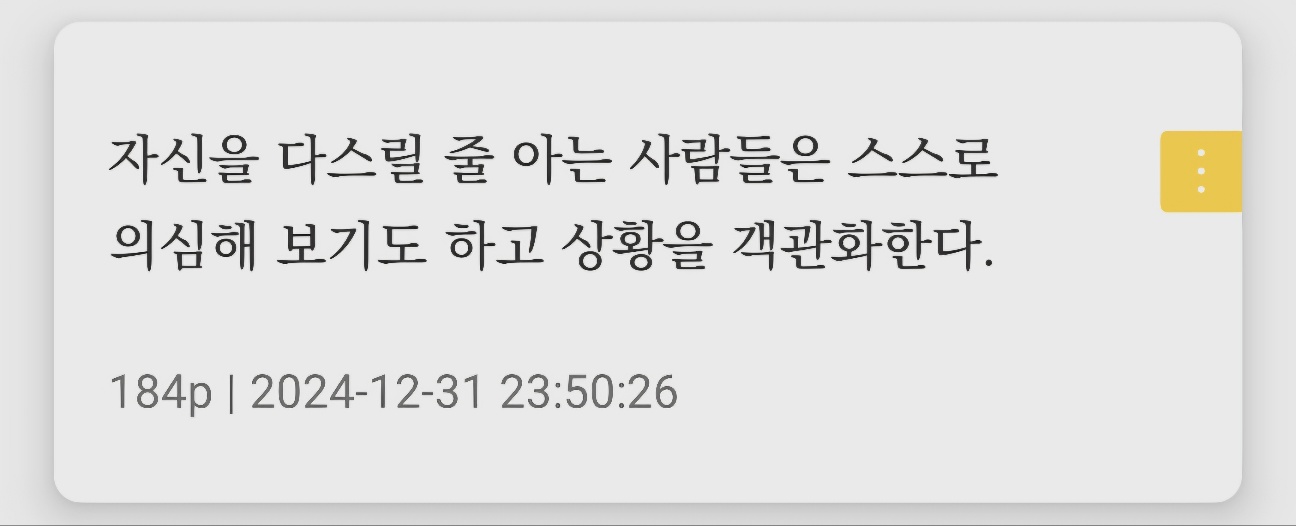 자신을 다스릴 줄 아는 사람들은 스스로
의심해 보기도 하고 상황을 객관화한다.
184p | 2024-12-31 23:50:26